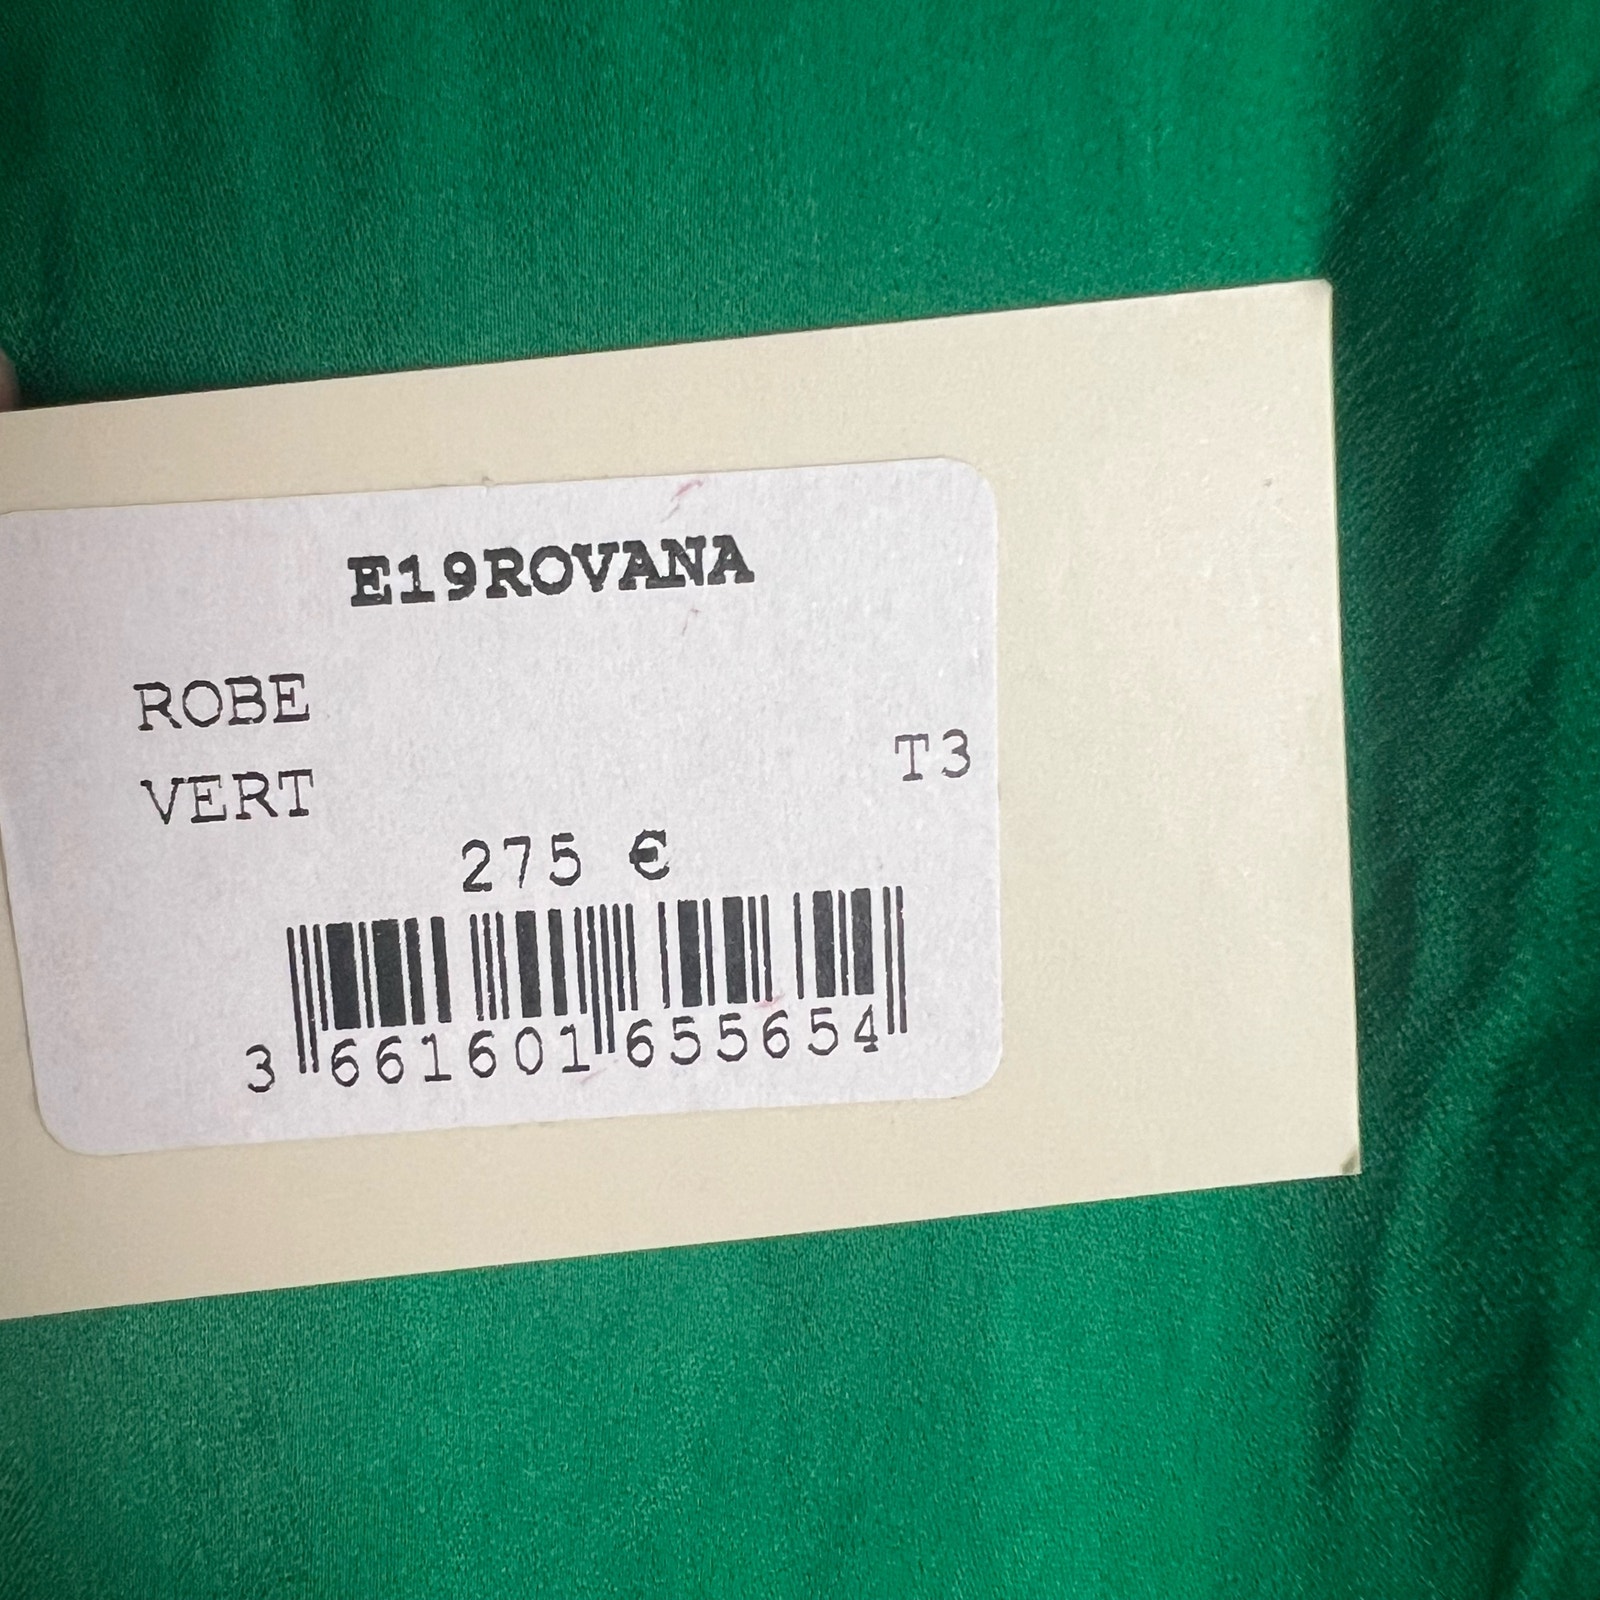 E19ROVANA
ROBE
VERT
T3
275 €
3 661601 655654